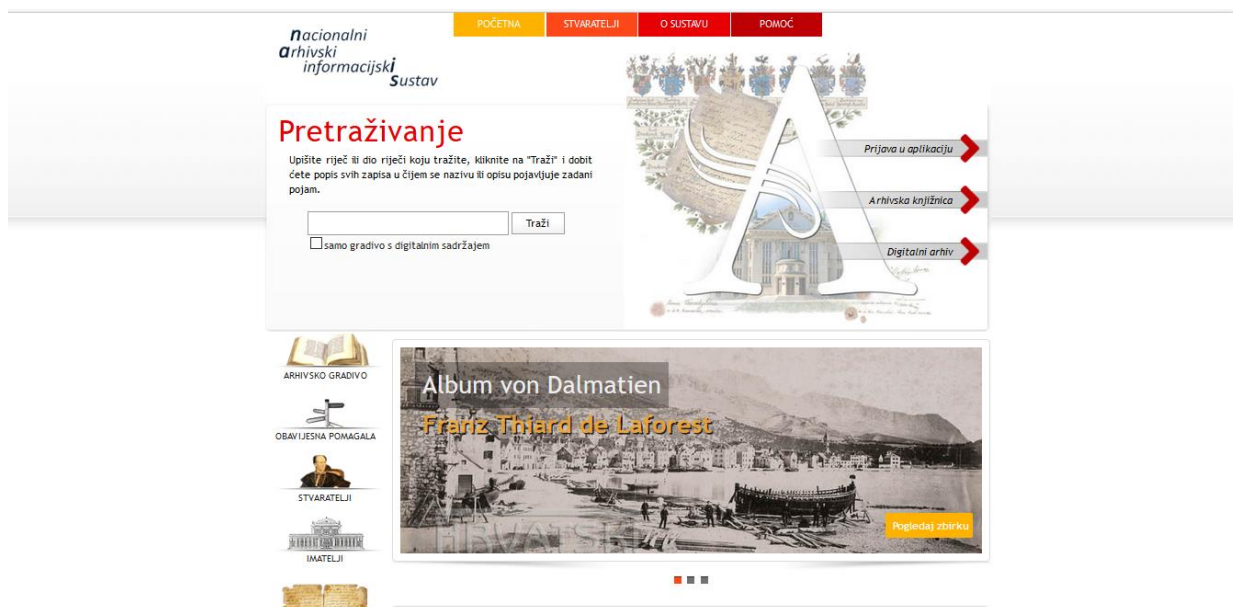 POČETNA
STVARATELJI
O SUSTAVU
POMOĆ
nacionalni
arhivski
informacijski
Sustav
Pretraživanje
Upišite riječ ili dio riječi koju tražite, kliknite na "Traži" i dobit
ćete popis svih zapisa u čijem se nazivu ili opisu pojavljuje zadani
pojam.
Traži
samo gradivo s digitalnim sadržajem
Prijava u aplikaciju
Arhivska knjižnica
Digitalni arhiv
ARHIVSKO GRADIVO
OBAVIJESNA POMAGALA
STVARATELJI
IMATELJI
Album von Dalmatien
Franz Thiard de Laforest
Pogledaj zbirku